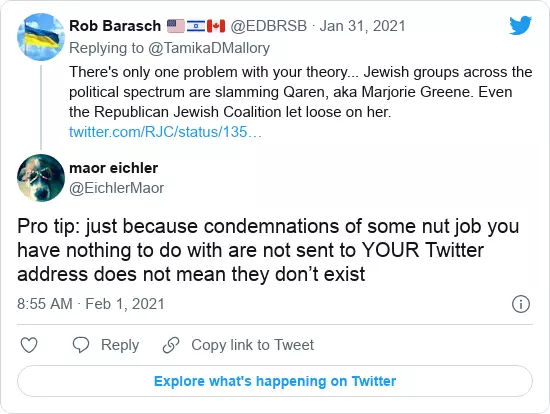 Rob Barasch 🇺🇸🇮🇱🇨🇦 @EDBRSB · Jan 31, 2021
Replying to @TamikaDMallory
There's only one problem with your theory... Jewish groups across the
political spectrum are slamming Qaren, aka Marjorie Greene. Even
the Republican Jewish Coalition let loose on her.
twitter.com/RJC/status/135…
maor eichler
@EichlerMaor
Pro tip: just because condemnations of some nut job you
have nothing to do with are not sent to YOUR Twitter
address does not mean they don’t exist
8:55 AM · Feb 1, 2021
Reply
Copy link to Tweet
Explore what's happening on Twitter